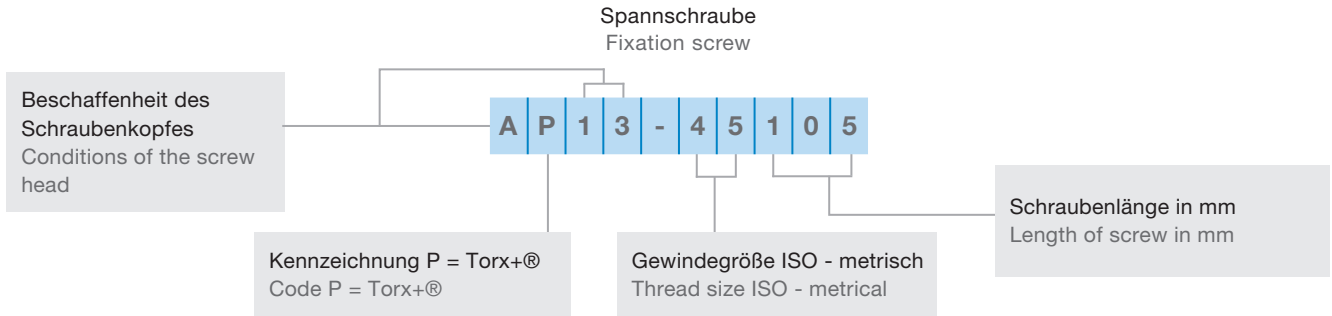 Spannschraube
Fixation screw
Beschaffenheit des
Schraubenkopfes
Conditions of the screw
head
A P 1 3 - 4 5 1 0 5
Schraubenlänge in mm
Length of screw in mm
Kennzeichnung P = Torx+®
Code P = Torx+®
Gewindegröße ISO - metrisch
Thread size ISO - metrical